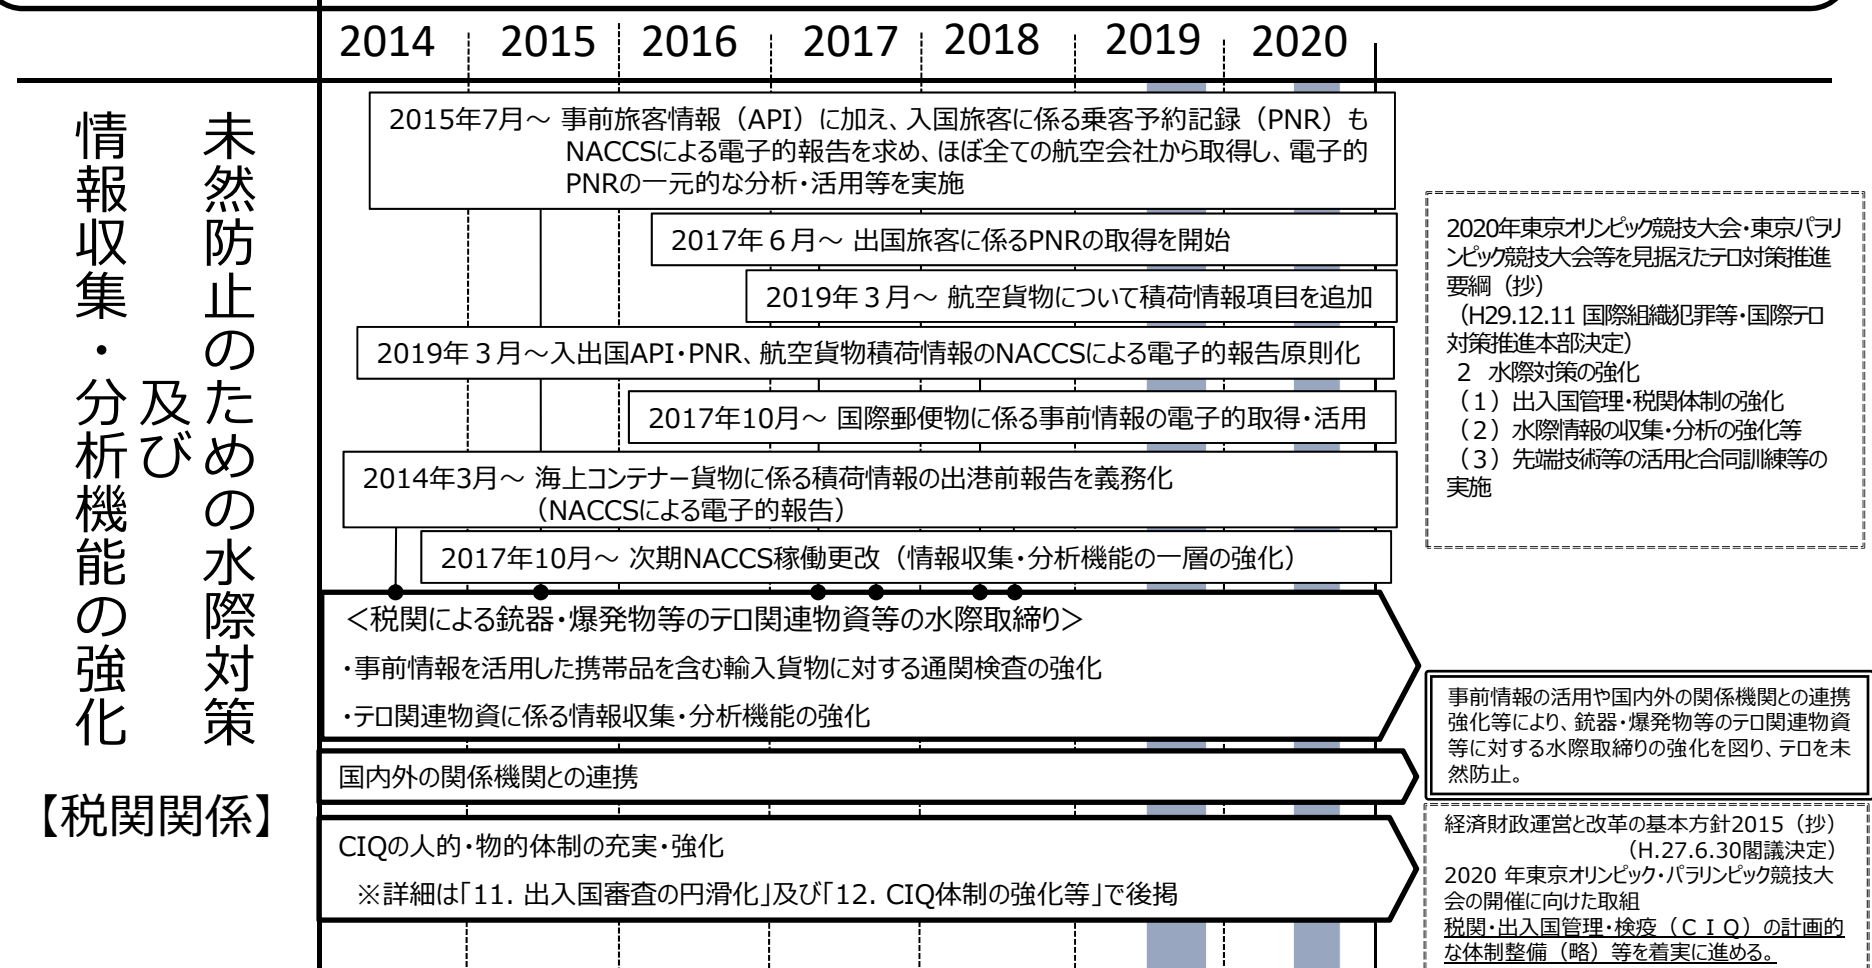 2014 2015 2016 2017 2018 2019 2020
未然防止のための水際対策
及び
情報収集・分析機能の強化
【税関関係】
2015年7月～ 事前旅客情報（API）に加え、入国旅客に係る乗客予約記録（PNR）も
NACCSによる電子的報告を求め、ほぼ全ての航空会社から取得し、電子的
PNRの一元的な分析・活用等を実施
2017年６月～ 出国旅客に係るPNRの取得を開始
2019年３月～ 航空貨物について積荷情報項目を追加
2019年３月～入出国API・PNR、航空貨物積荷情報のNACCSによる電子的報告原則化
2017年10月～ 国際郵便物に係る事前情報の電子的取得・活用
2014年3月～ 海上コンテナー貨物に係る積荷情報の出港前報告を義務化
（NACCSによる電子的報告）
2017年10月～ 次期NACCS稼働更改（情報収集・分析機能の一層の強化）
＜税関による銃器・爆発物等のテロ関連物資等の水際取締り＞
・事前情報を活用した携帯品を含む輸入貨物に対する通関検査の強化
・テロ関連物資に係る情報収集・分析機能の強化
国内外の関係機関との連携
CIQの人的・物的体制の充実・強化
※詳細は「11. 出入国審査の円滑化」及び「12. CIQ体制の強化等」で後掲
2020年東京オリンピック競技大会・東京パラリ
ンピック競技大会等を見据えたテロ対策推進
要綱（抄）
（H29.12.11 国際組織犯罪等・国際テロ
対策推進本部決定）
２ 水際対策の強化
（１）出入国管理・税関体制の強化
（２）水際情報の収集・分析の強化等
（３）先端技術等の活用と合同訓練等の
実施
事前情報の活用や国内外の関係機関との連携
強化等により、銃器・爆発物等のテロ関連物資
等に対する水際取締りの強化を図り、テロを未
然防止。
経済財政運営と改革の基本方針2015（抄）
（H.27.6.30閣議決定）
2020 年東京オリンピック・パラリンピック競技大
会の開催に向けた取組
税関・出入国管理・検疫（ＣＩＱ）の計画的
な体制整備（略）等を着実に進める。